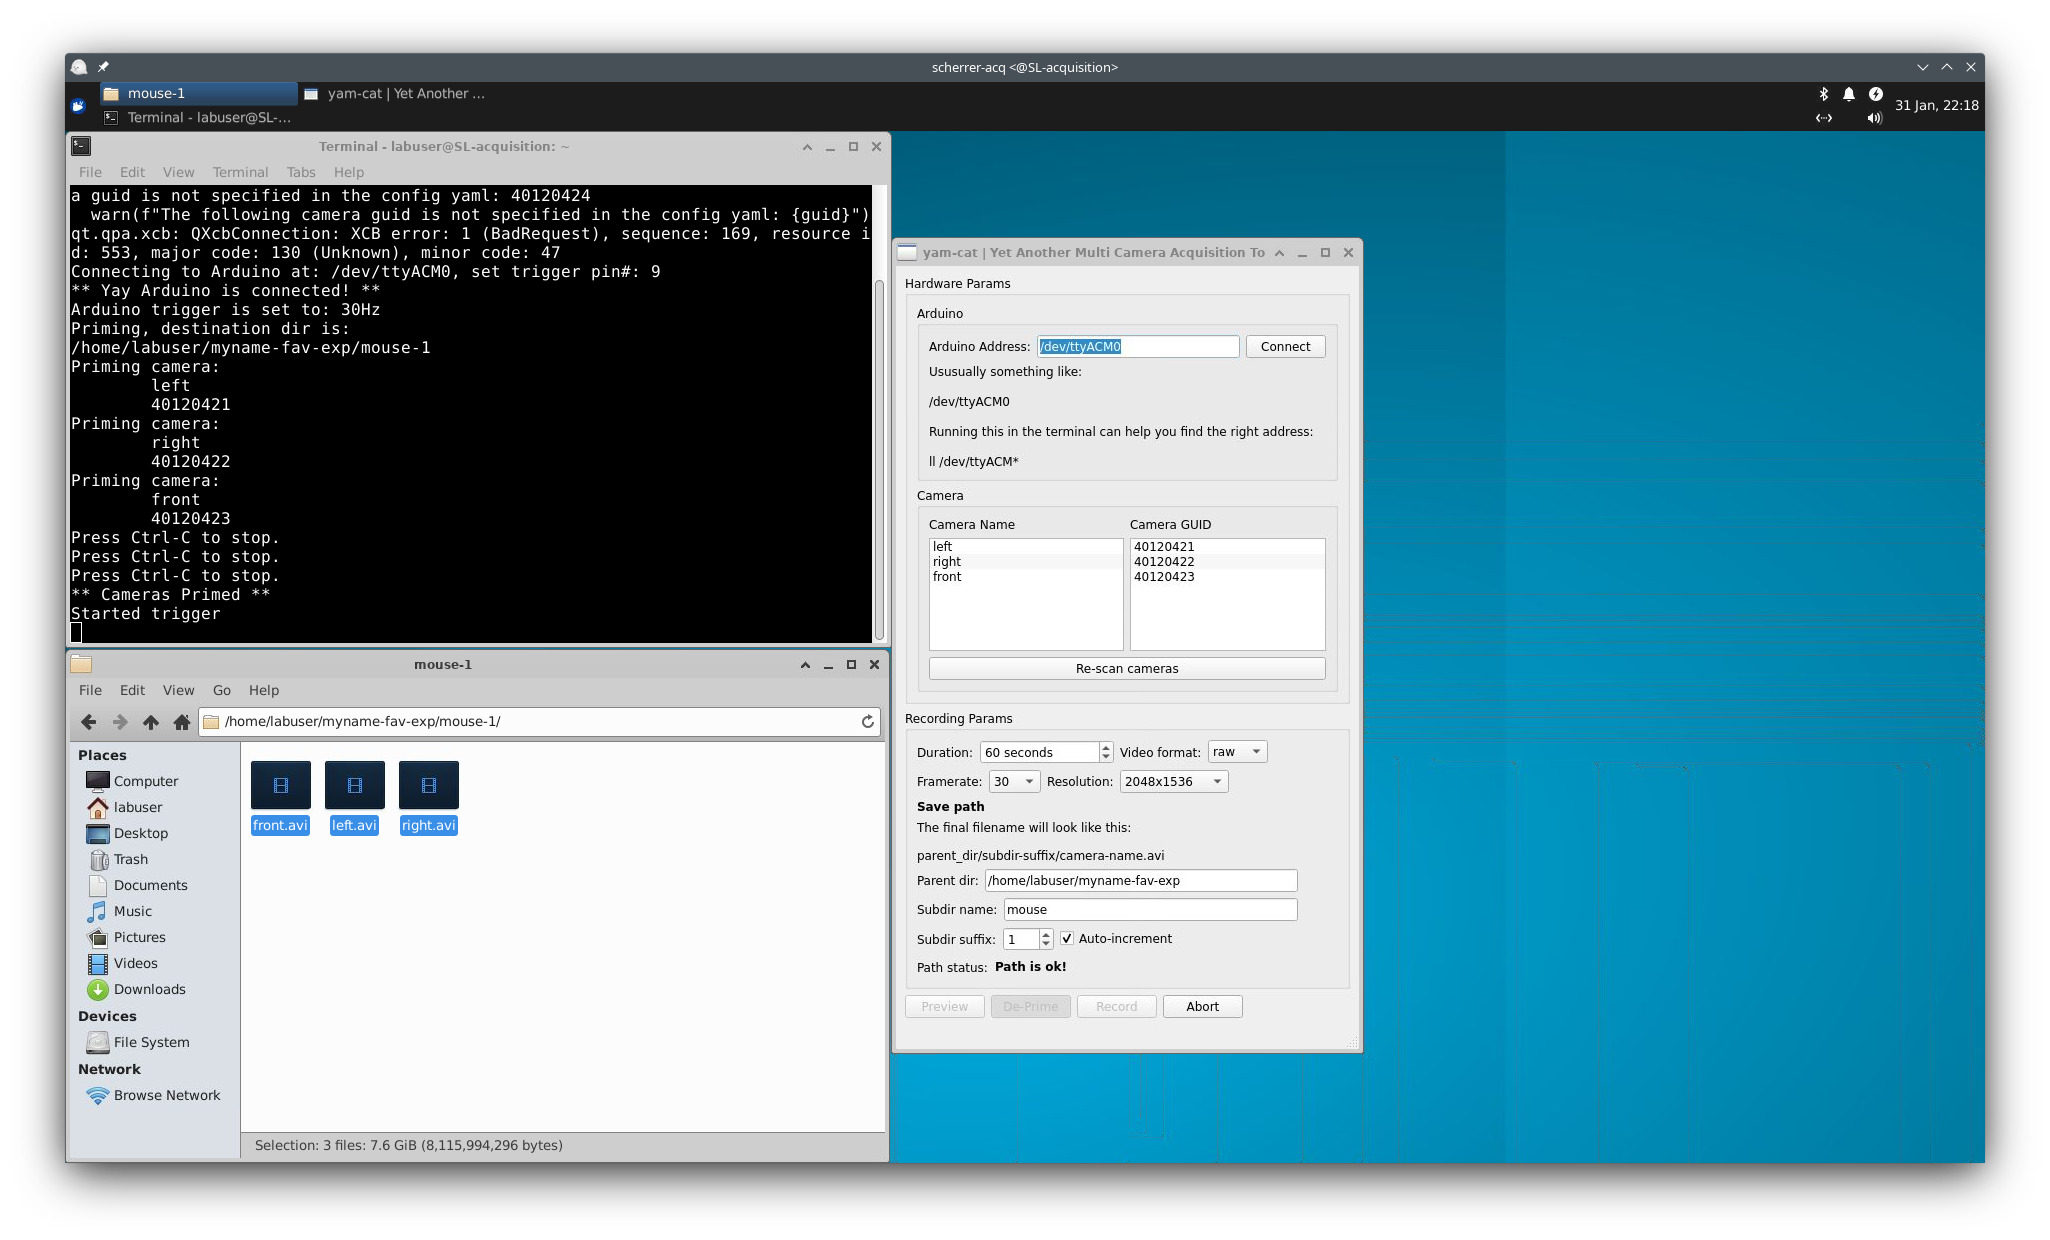 scherrer-acq <@SL-acquisition>
mouse-1
yam-cat | Yet Another ...
Terminal - labuser@SL-...
31 Jan, 22:18
Terminal - labuser@SL-acquisition: ~
File Edit View Terminal Tabs Help
a guid is not specified in the config yaml: 40120424
warn(f"The following camera guid is not specified in the config yaml: {guid}")
qt.qpa.xcb: QXcbConnection: XCB error: 1 (BadRequest), sequence: 169, resource i
d: 553, major code: 130 (Unknown), minor code: 47
Connecting to Arduino at: /dev/ttyACM0, set trigger pin#: 9
** Yay Arduino is connected! **
Arduino trigger is set to: 30Hz
Priming, destination dir is:
/home/labuser/myname-fav-exp/mouse-1
Priming camera:
left
40120421
Priming camera:
right
40120422
Priming camera:
front
40120423
Press Ctrl-C to stop.
Press Ctrl-C to stop.
Press Ctrl-C to stop.
** Cameras Primed **
Started trigger
mouse-1
File Edit View Go Help
/home/labuser/myname-fav-exp/mouse-1/
Places
Computer
labuser
Desktop
Trash
Documents
Music
Pictures
Videos
Downloads
Devices
File System
Network
Browse Network
front.avi left.avi right.avi
Selection: 3 files: 7.6 GiB (8,115,994,296 bytes)
yam-cat | Yet Another Multi Camera Acquisition To
Hardware Params
Arduino
Arduino Address: /dev/ttyACM0 Connect
Ususually something like:
/dev/ttyACM0
Running this in the terminal can help you find the right address:
ll /dev/ttyACM*
Camera
Camera Name Camera GUID
left 40120421
right 40120422
front 40120423
Re-scan cameras
Recording Params
Duration: 60 seconds Video format: raw
Framerate: 30 Resolution: 2048x1536
Save path
The final filename will look like this:
parent_dir/subdir-suffix/camera-name.avi
Parent dir: /home/labuser/myname-fav-exp
Subdir name: mouse
Subdir suffix: 1 Auto-increment
Path status: Path is ok!
Preview De-Prime Record Abort